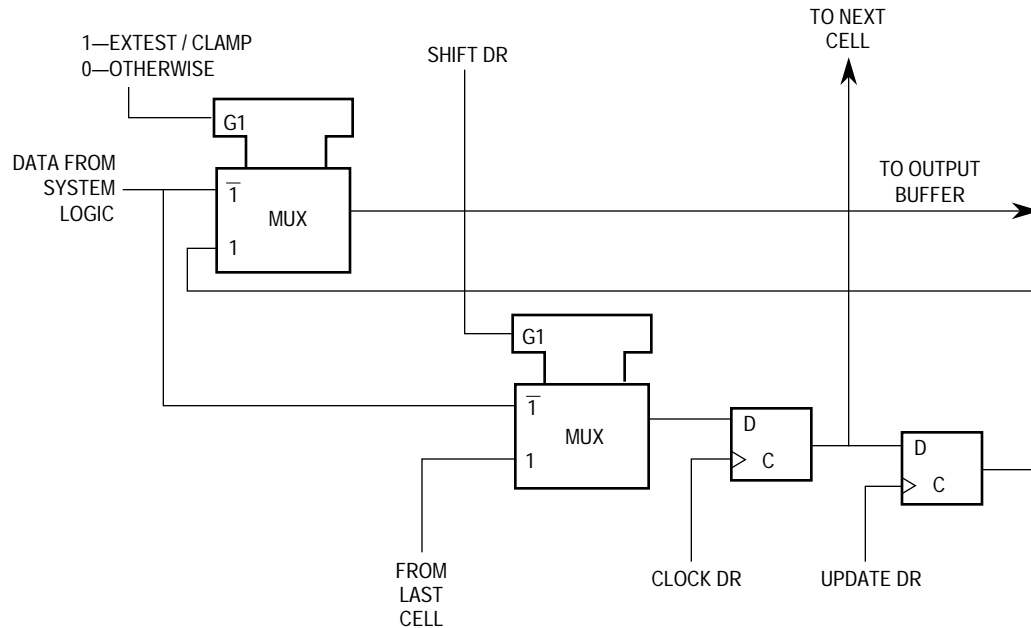 1—EXTEST / CLAMP
0—OTHERWISE
SHIFT DR
TO NEXT
CELL
G1
DATA FROM
SYSTEM
LOGIC
1̅
MUX
1
TO OUTPUT
BUFFER
G1
1̅
MUX
1
D
C
D
C
FROM
LAST
CELL
CLOCK DR
UPDATE DR